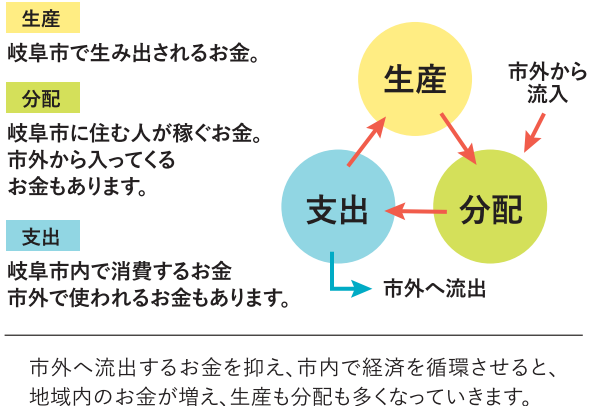 生産
岐阜市で生み出されるお金。
分配
岐阜市に住む人が稼ぐお金。
市外から入ってくる
お金もあります。
支出
岐阜市内で消費するお金
市外で使われるお金もあります。
生産
市外から
流入
支出
分配
市外へ流出
市外へ流出するお金を抑え、市内で経済を循環させると、
地域内のお金が増え、生産も分配も多くなっていきます。